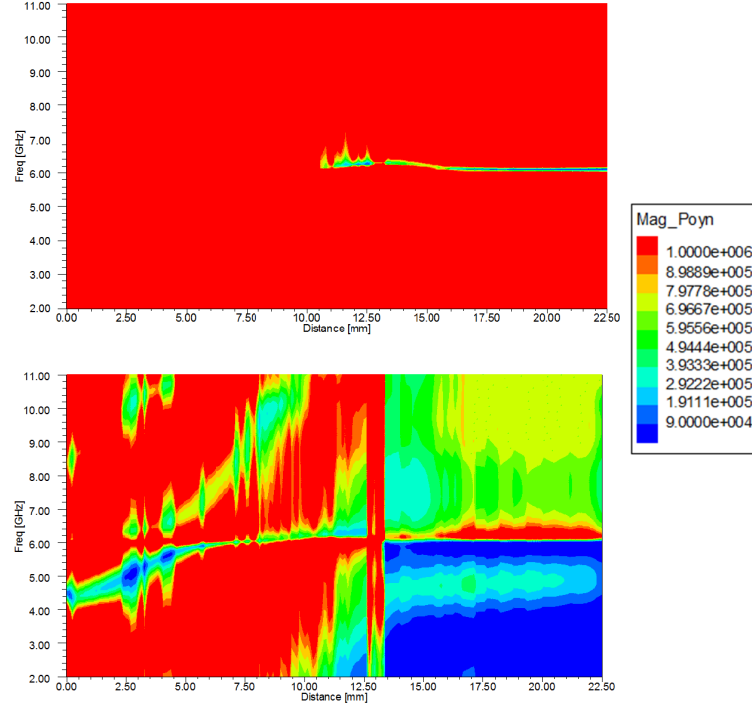 11.00
10.00
9.00
8.00
7.00
6.00
5.00
4.00
3.00
2.00
Freq [GHz]
0.00 2.50 5.00 7.50 10.00 12.50 15.00 17.50 20.00 22.50
Distance [mm]
Mag_Poyn
1.0000e+006
8.9889e+005
7.9778e+005
6.9667e+005
5.9556e+005
4.9444e+005
3.9333e+005
2.9222e+005
1.9111e+005
9.0000e+004
11.00
10.00
9.00
8.00
7.00
6.00
5.00
4.00
3.00
2.00
Freq [GHz]
0.00 2.50 5.00 7.50 10.00 12.50 15.00 17.50 20.00 22.50
Distance [mm]